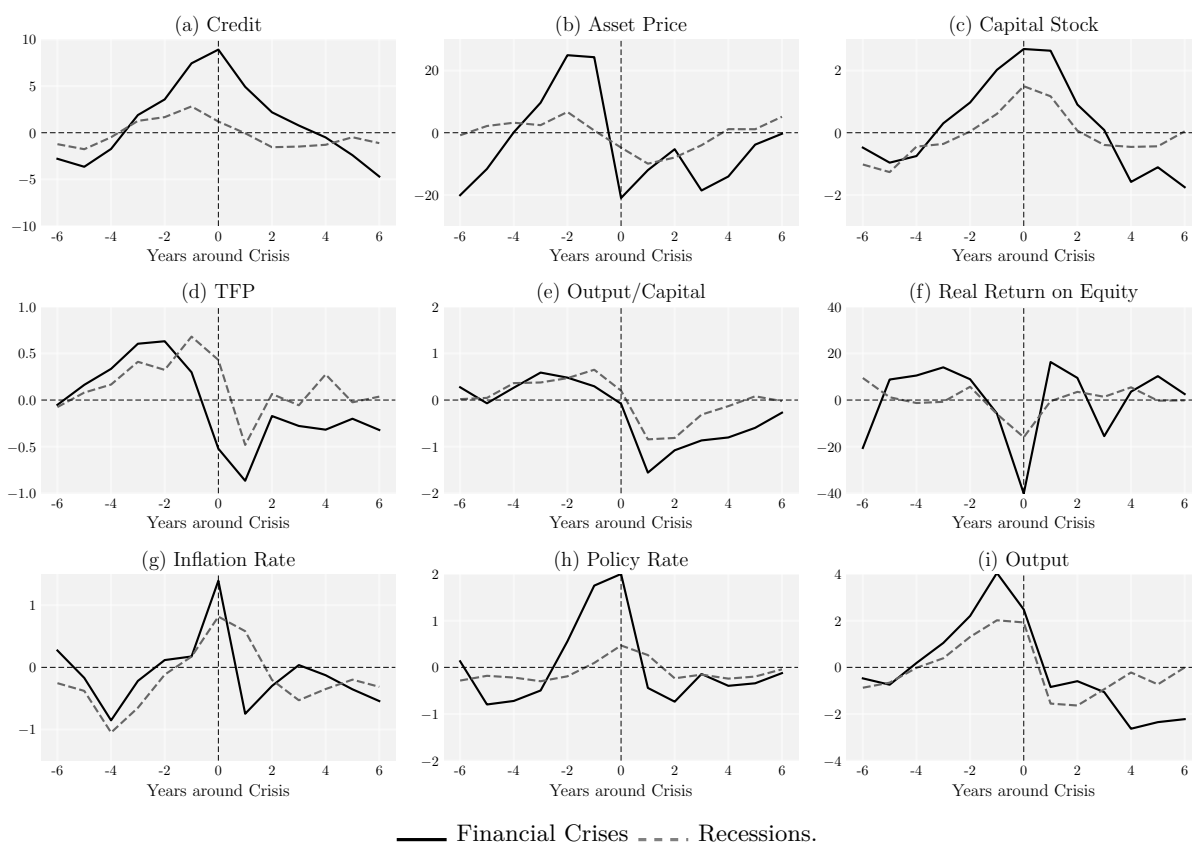 (a) Credit
10
5
0
−5
−10
-6 -4 -2 0 2 4 6
Years around Crisis
(b) Asset Price
20
0
−20
-6 -4 -2 0 2 4 6
Years around Crisis
(c) Capital Stock
2
0
−2
-6 -4 -2 0 2 4 6
Years around Crisis
(d) TFP
1.0
0.5
0.0
−0.5
−1.0
-6 -4 -2 0 2 4 6
Years around Crisis
(e) Output/Capital
2
1
0
−1
−2
-6 -4 -2 0 2 4 6
Years around Crisis
(f) Real Return on Equity
40
20
0
−20
−40
-6 -4 -2 0 2 4 6
Years around Crisis
(g) Inflation Rate
1
0
−1
-6 -4 -2 0 2 4 6
Years around Crisis
(h) Policy Rate
2
1
0
−1
−2
-6 -4 -2 0 2 4 6
Years around Crisis
(i) Output
4
2
0
−2
−4
-6 -4 -2 0 2 4 6
Years around Crisis
Financial Crises Recessions.